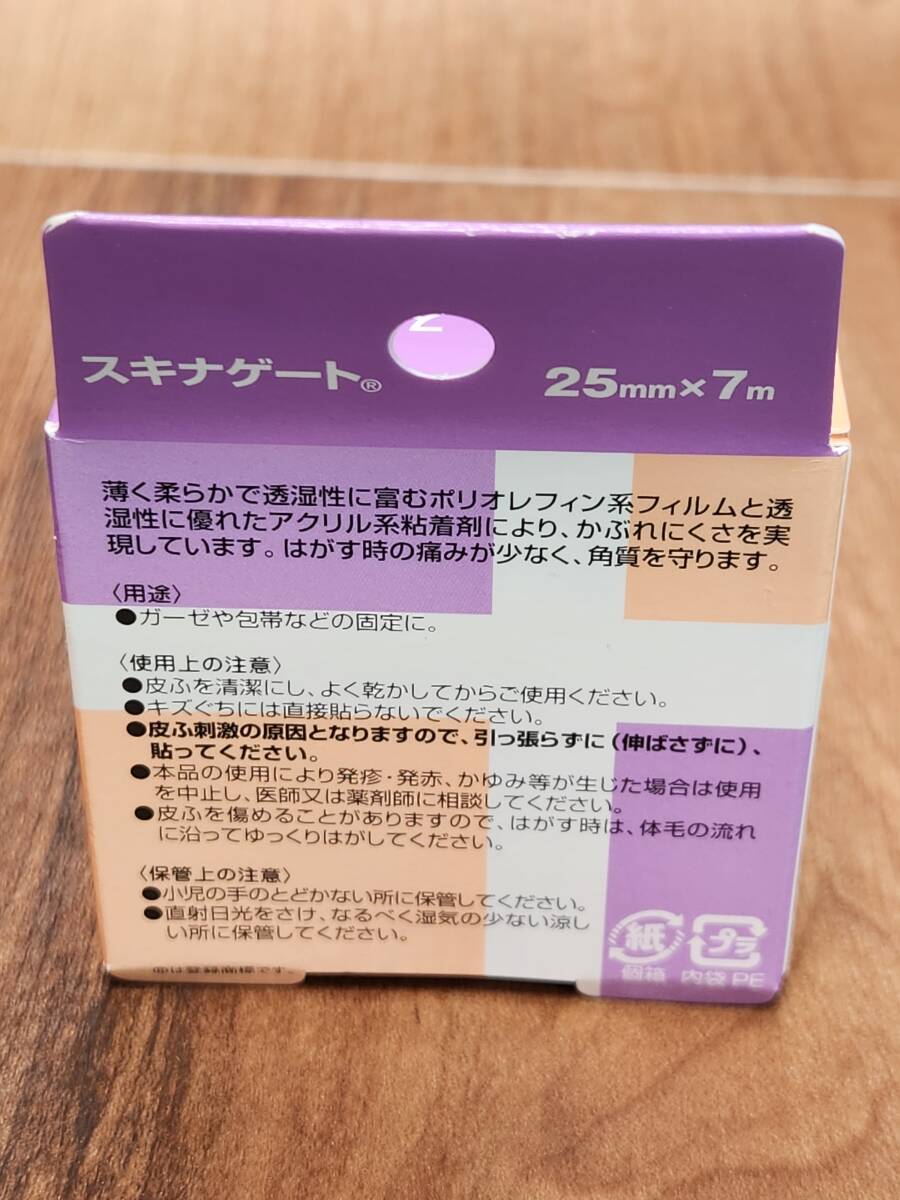 スキナゲート®
25mm×7m
薄く柔らかで透湿性に富むポリオレフィン系フィルムと透
湿性に優れたアクリル系粘着剤により、かぶれにくさを実
現しています。はがす時の痛みが少なく、角質を守ります。
〈用途〉
●ガーゼや包帯などの固定に。
〈使用上の注意〉
●皮ふを清潔にし、よく乾かしてからご使用ください。
●キズぐちには直接貼らないでください。
●皮ふ刺激の原因となりますので、引っ張らずに(伸ばさずに)、
貼ってください。
●本品の使用により発疹・発赤、かゆみ等が生じた場合は使用
を中止し、医師又は薬剤師に相談してください。
●皮ふを傷めることがありますので、はがす時は、体毛の流れ
に沿ってゆっくりはがしてください。
〈保管上の注意〉
●小児の手のとどかない所に保管してください。
●直射日光をさけ、なるべく湿気の少ない涼し
い所に保管してください。
紙
個箱
プラ
内袋 PE